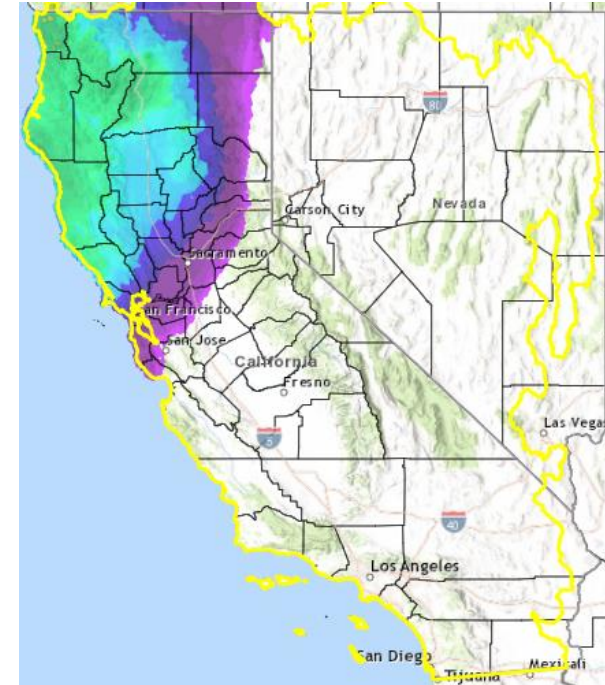 80
Nevada
Carson City
Sacramento
an Francisco
San Jose
California
Fresno
5
Las Vegas
40
Los Angeles
San Diego
Tijuana
Mexicali